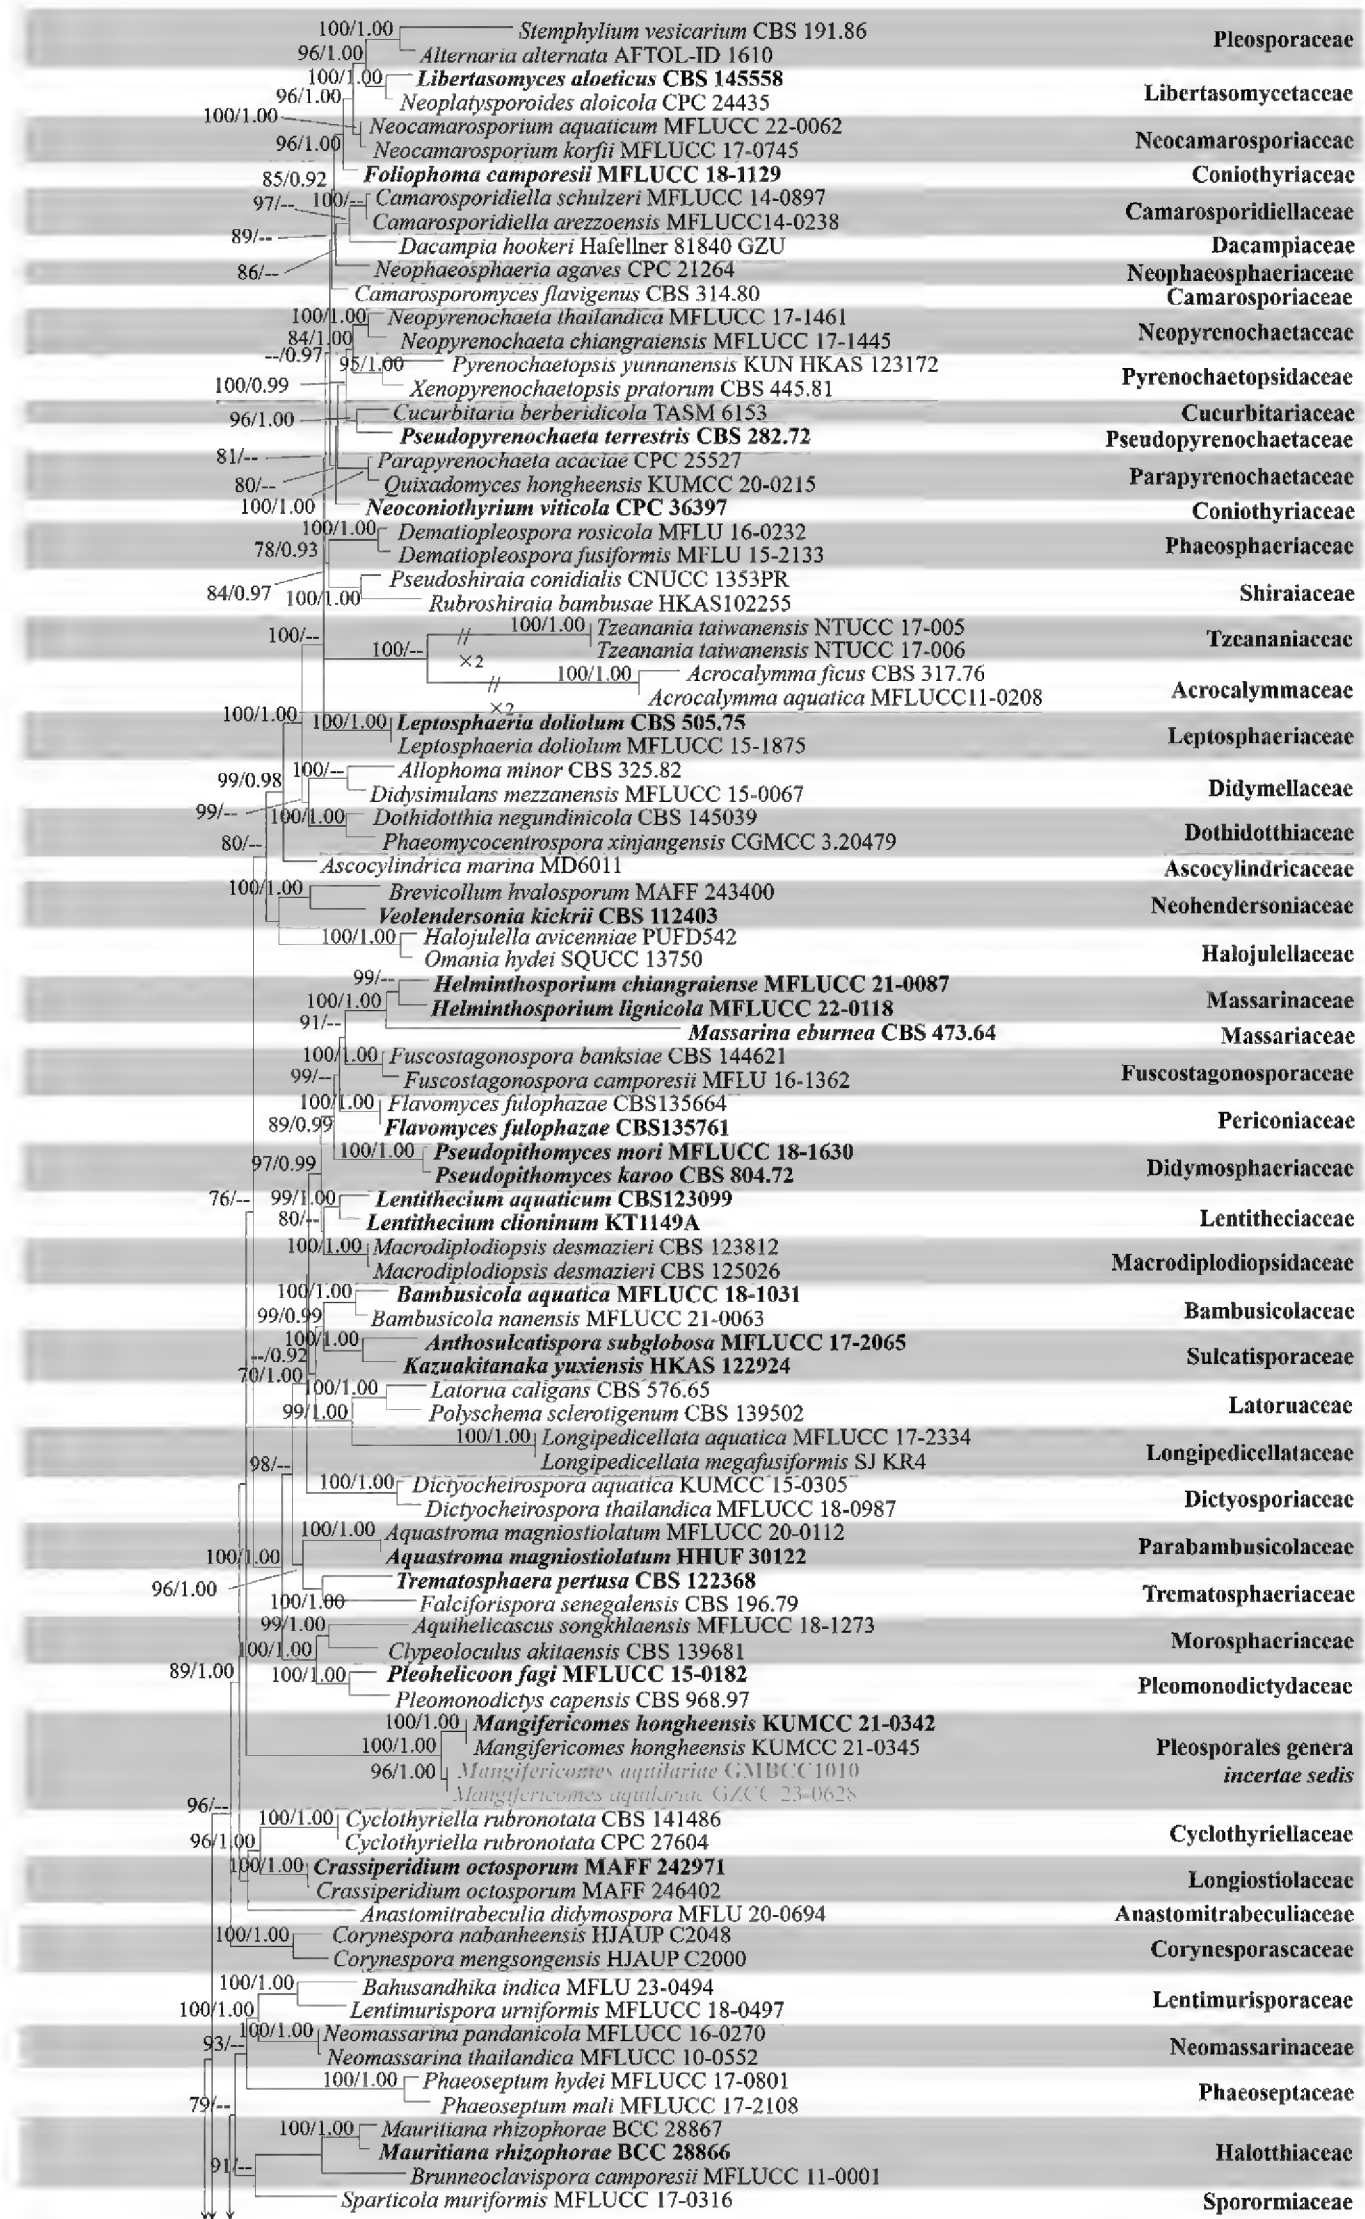 100/1.00 Stemphylium vesicarium CBS 191.86 Pleosporaceae
96/1.00 Alternaria alternata AFTOL-ID 1610
100/1.00 Libertasomyces aloeticus CBS 145558 Libertasomycetaceae
96/1.00 Neoplatysporoides aloicola CPC 24435
100/1.00 Neocamarosporium aquaticum MFLUCC 22-0062 Neocamarosporiaceae
96/1.00 Neocamarosporium korfii MFLUCC 17-0745
85/0.92 Foliophoma camporesii MFLUCC 18-1129 Coniothyriaceae
97/-- 100/-- Camarosporidiella schulzeri MFLUCC 14-0897 Camarosporidiellaceae
Camarosporidiella arezzoensis MFLUCC14-0238
89/-- Dacampia hookeri Hafellner 81840 GZU Dacampiaceae
86/-- Neophaeosphaeria agaves CPC 21264 Neophaeosphaeriaceae
Camarosporomyces flavigenus CBS 314.80 Camarosporiaceae
100/1.00 Neopyrenochaeta thailandica MFLUCC 17-1461 Neopyrenochaetaceae
84/1.00 Neopyrenochaeta chiangraiensis MFLUCC 17-1445
--/0.97 95/1.00 Pyrenochaetopsis yunnanensis KUN HKAS 123172 Pyrenochaetopsidaceae
100/0.99 Xenopyrenochaetopsis pratorum CBS 445.81
96/1.00 Cucurbitaria berberidicola TASM 6153 Cucurbitariaceae
Pseudopyrenochaeta terrestris CBS 282.72 Pseudopyrenochaetaceae
81/-- Parapyrenochaeta acaciae CPC 25527 Parapyrenochaetaceae
80/-- Quixadomyces hongheensis KUMCC 20-0215
100/1.00 Neoconiothyrium viticola CPC 36397 Coniothyriaceae
100/1.00 Dematiopleospora rosicola MFLU 16-0232 Phaeosphaeriaceae
78/0.93 Dematiopleospora fusiformis MFLU 15-2133
Pseudoshiraia conidialis CNUCC 1353PR Shiraiaceae
84/0.97 100/1.00 Rubroshiraia bambusae HKAS102255
100/-- 100/1.00 Tzeanania taiwanensis NTUCC 17-005 Tzeananiaceae
100/-- ×2 Tzeanania taiwanensis NTUCC 17-006
100/1.00 Acrocalymma ficus CBS 317.76 Acrocalymmaceae
×2 Acrocalymma aquatica MFLUCC11-0208
100/1.00 100/1.00 Leptosphaeria doliolum CBS 505.75 Leptosphaeriaceae
Leptosphaeria doliolum MFLUCC 15-1875
99/0.98 100/-- Allophoma minor CBS 325.82 Didymellaceae
Didysimulans mezzanensis MFLUCC 15-0067
99/-- 100/1.00 Dothidotthia negundinicola CBS 145039 Dothidotthiaceae
80/-- Phaeomycocentrospora xinjangensis CGMCC 3.20479
Ascocylindrica marina MD6011 Ascocylindricaceae
100/1.00 Brevicollum hvalosporum MAFF 243400 Neohendersoniaceae
Veolendersonia kickrii CBS 112403
100/1.00 Halojulella avicenniae PUFD542 Halojulellaceae
Omania hydei SQUCC 13750
99/-- Helminthosporium chiangraiense MFLUCC 21-0087 Massarinaceae
100/1.00 Helminthosporium lignicola MFLUCC 22-0118
91/-- Massarina eburnea CBS 473.64 Massariaceae
100/1.00 Fuscostagonospora banksiae CBS 144621 Fuscostagonosporaceae
99/-- Fuscostagonospora camporesii MFLU 16-1362
100/1.00 Flavomyces fulophazae CBS135664 Periconiaceae
89/0.99 Flavomyces fulophazae CBS135761
100/1.00 Pseudopithomyces mori MFLUCC 18-1630 Didymosphaeriaceae
97/0.99 Pseudopithomyces karoo CBS 804.72
76/-- 99/1.00 Lentithecium aquaticum CBS123099 Lentitheciaceae
80/-- Lentithecium clioninum KT1149A
100/1.00 Macrodiplodiopsis desmazieri CBS 123812 Macrodiplodiopsidaceae
Macrodiplodiopsis desmazieri CBS 125026
100/1.00 Bambusicola aquatica MFLUCC 18-1031 Bambusicolaceae
99/0.99 Bambusicola nanensis MFLUCC 21-0063
100/1.00 Anthosulcatispora subglobosa MFLUCC 17-2065 Sulcatisporaceae
--/0.92 Kazuakitanaka yuxiensis HKAS 122924
70/1.00 100/1.00 Latorua caligans CBS 576.65 Latoruaceae
99/1.00 Polyschema sclerotigenum CBS 139502
100/1.00 Longipedicellata aquatica MFLUCC 17-2334 Longipedicellataceae
98/-- Longipedicellata megafusiformis SJ KR4
100/1.00 Dictyocheirospora aquatica KUMCC 15-0305 Dictyosporiaceae
Dictyocheirospora thailandica MFLUCC 18-0987
100/1.00 Aquastroma magniostiolatum MFLUCC 20-0112 Parabambusicolaceae
100/1.00 Aquastroma magniostiolatum HHUF 30122
96/1.00 Trematosphaera pertusa CBS 122368 Trematosphaeriaceae
100/1.00 Falciforispora senegalensis CBS 196.79
99/1.00 Aquihelicascus songkhlaensis MFLUCC 18-1273 Morosphaeriaceae
100/1.00 Clypeoloculus akitaensis CBS 139681
89/1.00 100/1.00 Pleohelicoon fagi MFLUCC 15-0182 Pleomonodictydaceae
Pleomonodictys capensis CBS 968.97
100/1.00 Mangifericomes hongheensis KUMCC 21-0342 Pleosporales genera
100/1.00 Mangifericomes hongheensis KUMCC 21-0345 incertae sedis
96/1.00 Mangifericomes aquilariae GMBCC1010
Mangifericomes aquilariae GZCC 23-0628
96/-- 100/1.00 Cyclothyriella rubronotata CBS 141486 Cyclothyriellaceae
96/1.00 Cyclothyriella rubronotata CPC 27604
100/1.00 Crassiperidium octosporum MAFF 242971 Longiostiolaceae
Crassiperidium octosporum MAFF 246402
Anastomitrabeculia didymospora MFLU 20-0694 Anastomitrabeculiaceae
100/1.00 Corynespora nabanheensis HJAUP C2048 Corynesporascaceae
Corynespora mengsongensis HJAUP C2000
100/1.00 Bahusandhika indica MFLU 23-0494 Lentimurisporaceae
100/1.00 Lentimurispora urniformis MFLUCC 18-0497
93/-- 100/1.00 Neomassarina pandanicola MFLUCC 16-0270 Neomassarinaceae
Neomassarina thailandica MFLUCC 10-0552
100/1.00 Phaeoseptum hydei MFLUCC 17-0801 Phaeoseptaceae
79/-- Phaeoseptum mali MFLUCC 17-2108
100/1.00 Mauritiana rhizophorae BCC 28867 Halotthiaceae
Mauritiana rhizophorae BCC 28866
91/-- Brunneoclavispora camporesii MFLUCC 11-0001
Sparticola muriformis MFLUCC 17-0316 Sporormiaceae